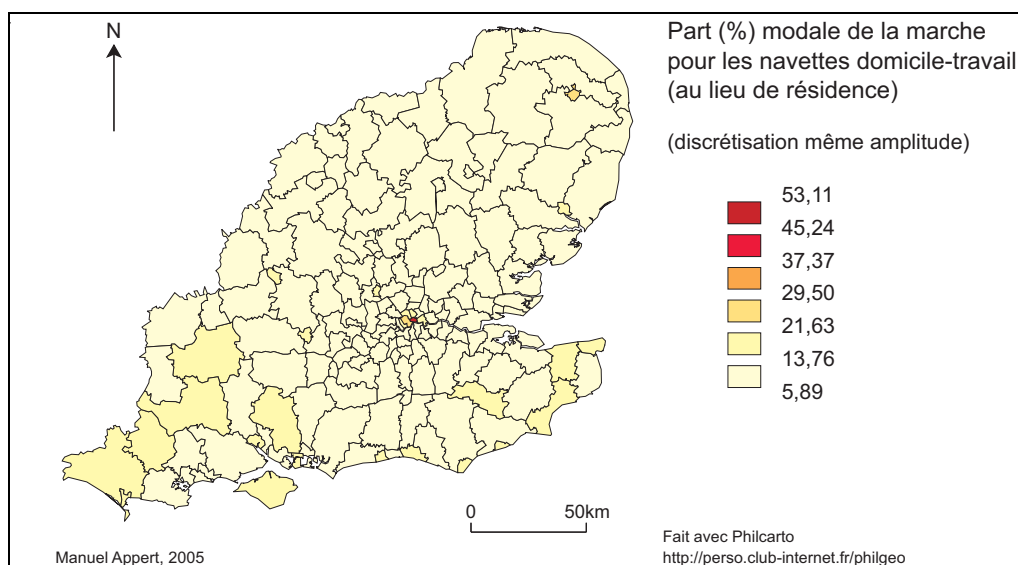 N
Part (%) modale de la marche
pour les navettes domicile-travail
(au lieu de résidence)
(discrétisation même amplitude)
53,11
45,24
37,37
29,50
21,63
13,76
5,89
0 50km
Manuel Appert, 2005
Fait avec Philcarto
http://perso.club-internet.fr/philgeo